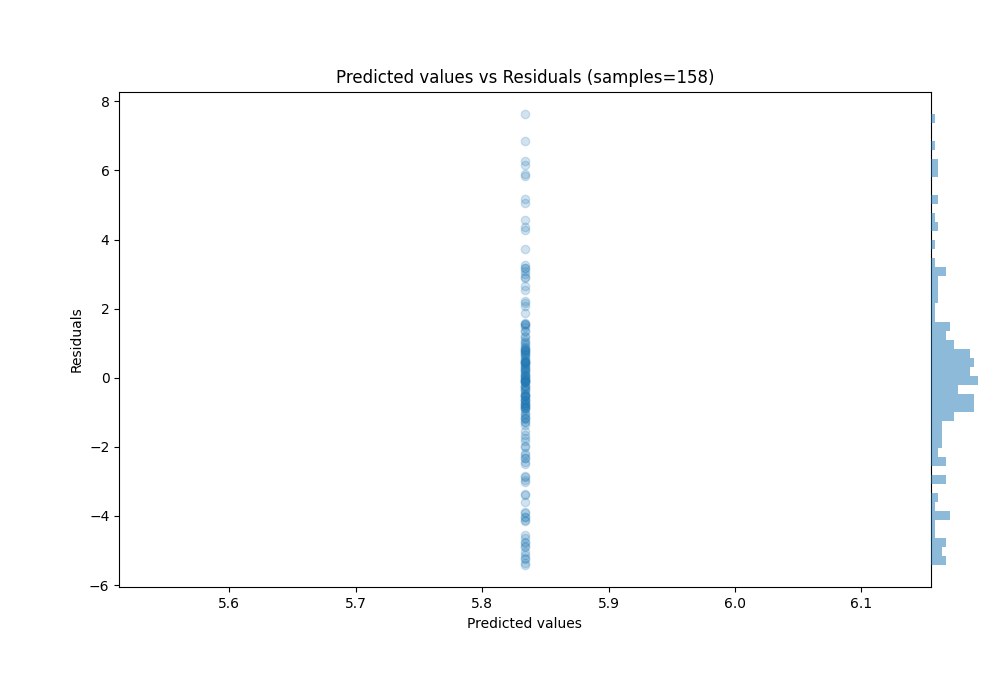 Predicted values vs Residuals (samples=158)
8
6
4
2
0
−2
−4
−6
Residuals
5.6 5.7 5.8 5.9 6.0 6.1
Predicted values